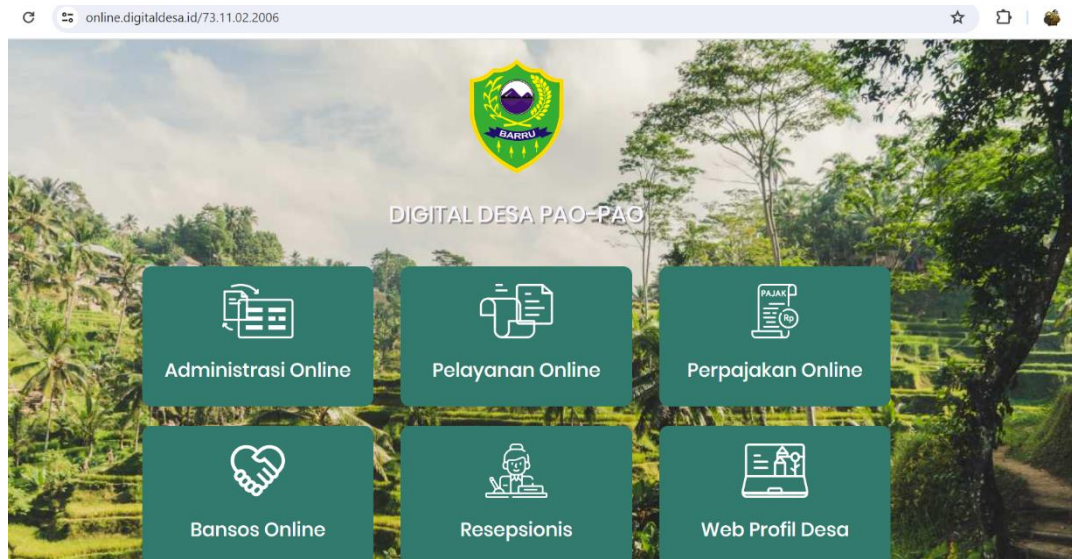 online.digitaldesa.id/73.11.02.2006
BARRU
DIGITAL DESA PAO-PAO
PAJAK
Rp
Administrasi Online
Pelayanan Online
Perpajakan Online
Bansos Online
Resepsionis
Web Profil Desa